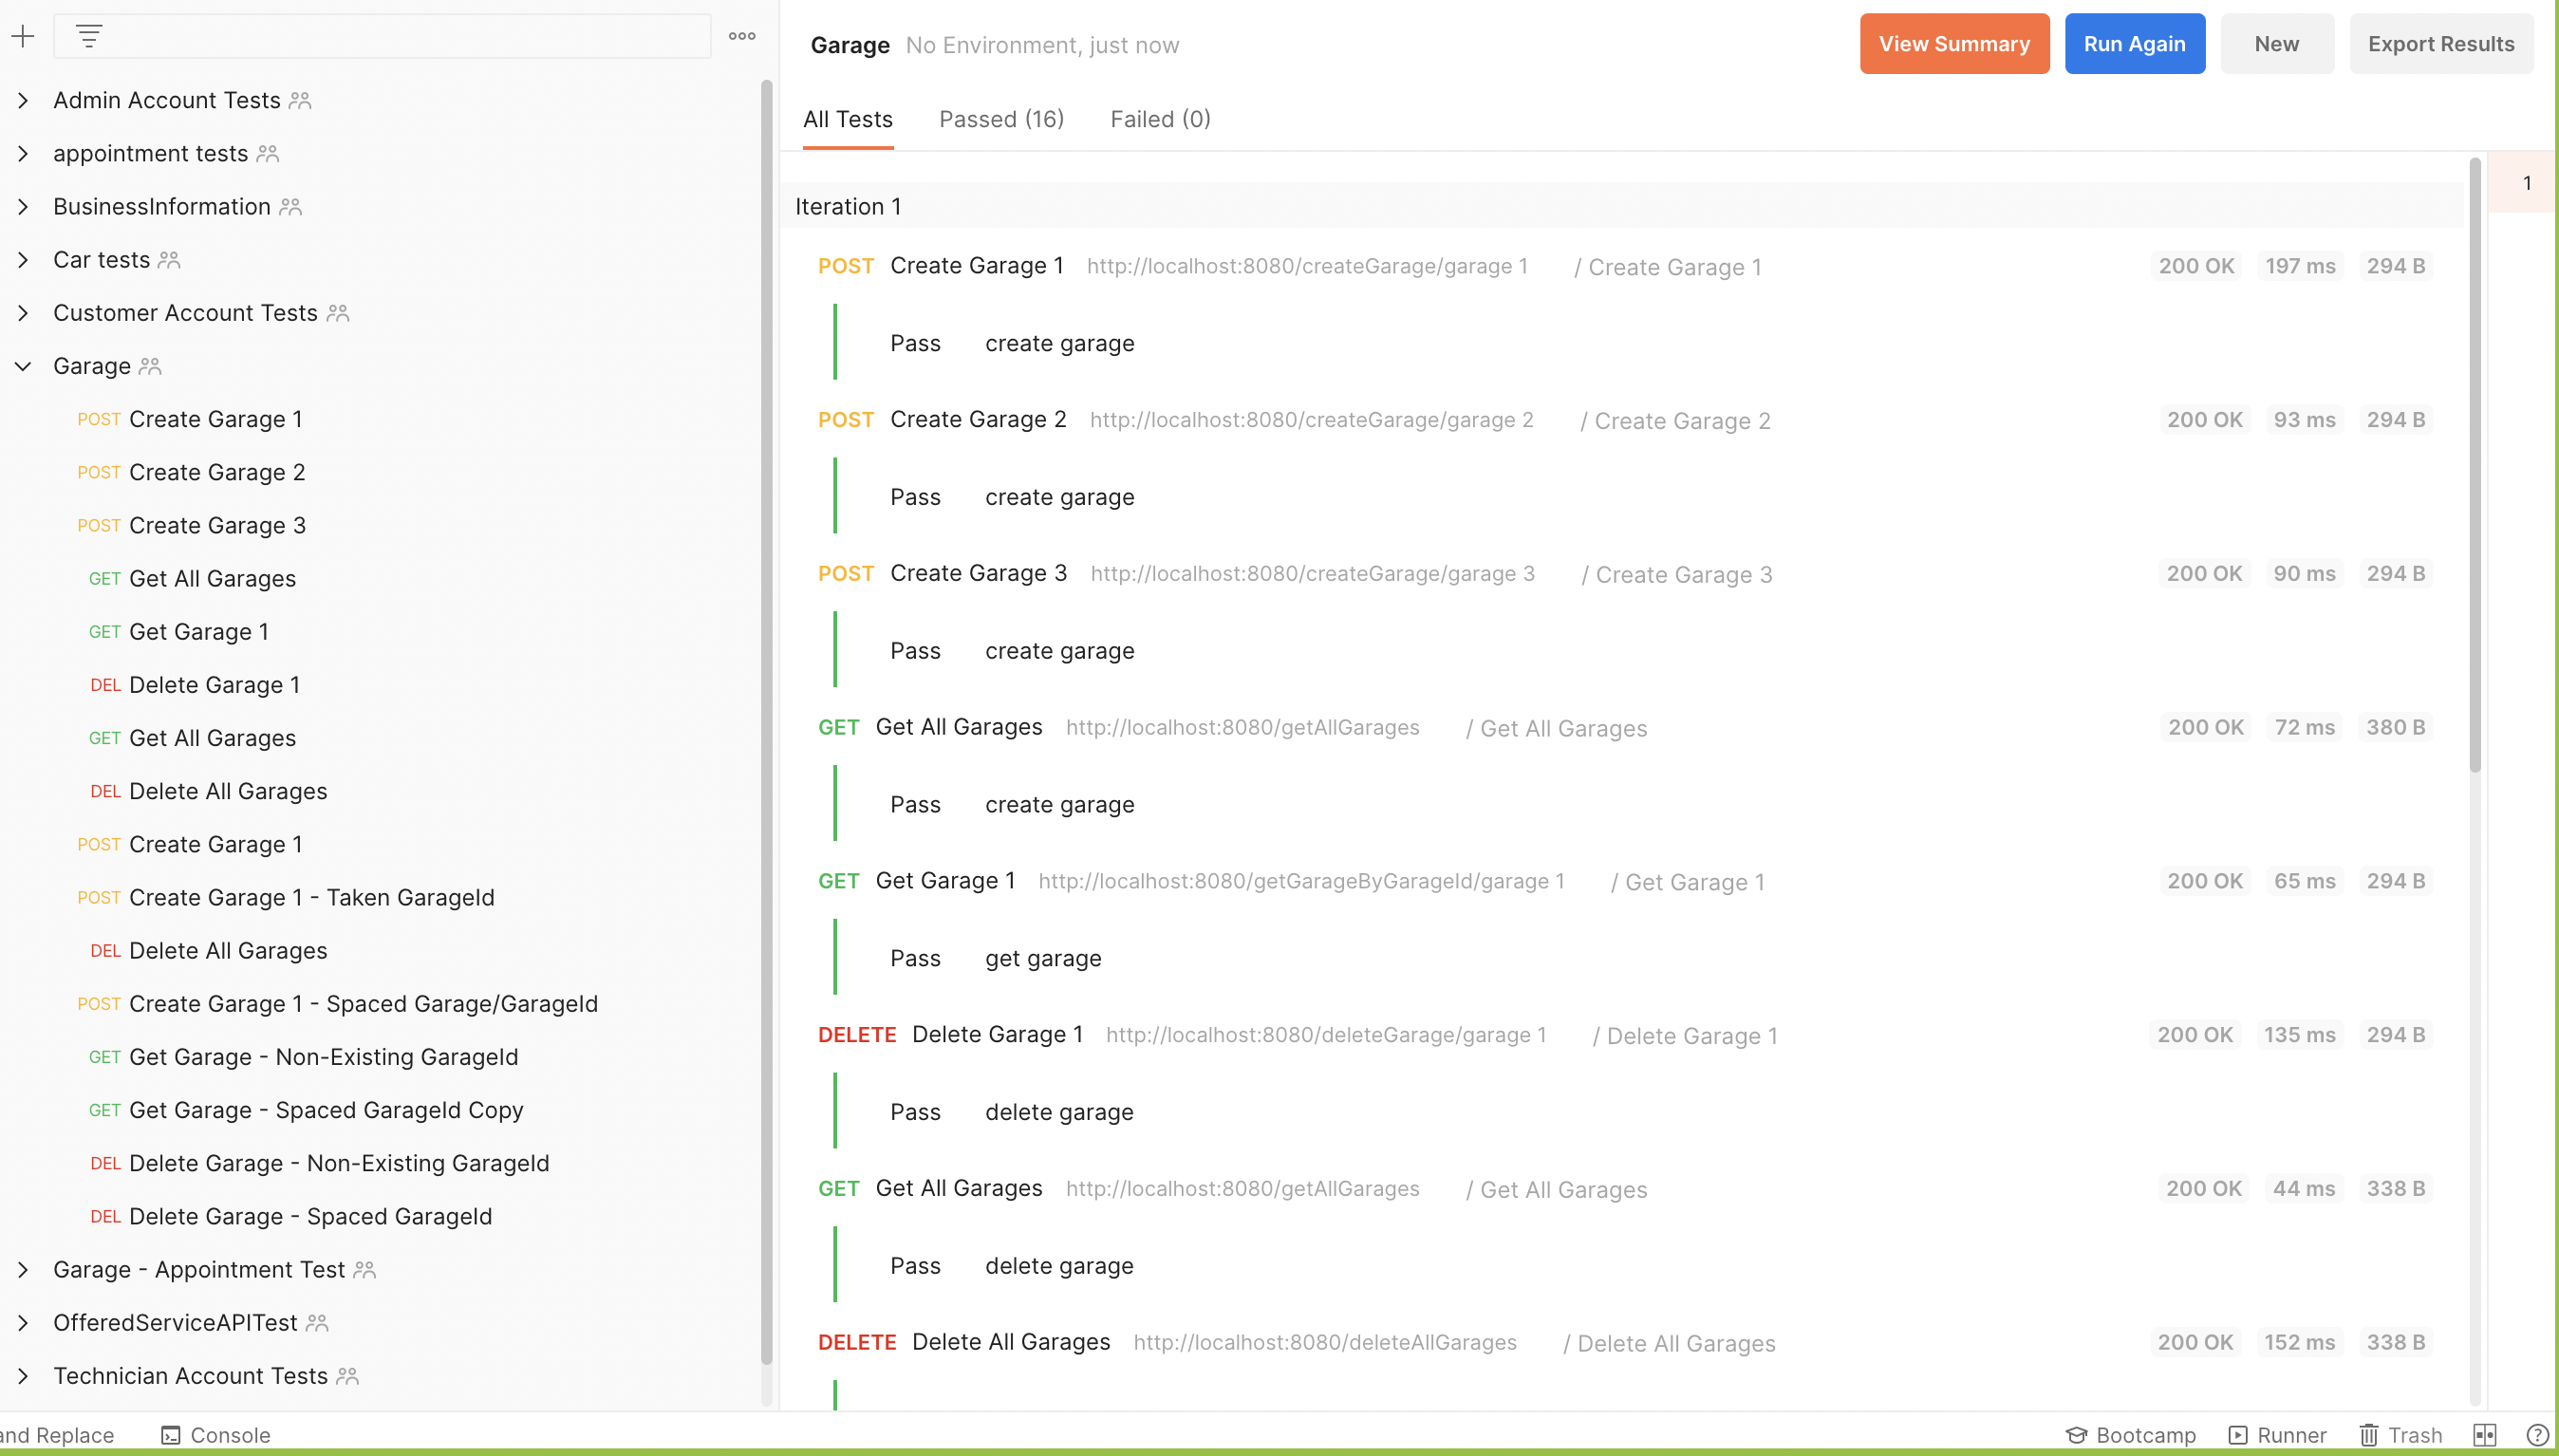 Admin Account Tests
appointment tests
BusinessInformation
Car tests
Customer Account Tests
Garage
POST Create Garage 1
POST Create Garage 2
POST Create Garage 3
GET Get All Garages
GET Get Garage 1
DEL Delete Garage 1
GET Get All Garages
DEL Delete All Garages
POST Create Garage 1
POST Create Garage 1 - Taken GarageId
DEL Delete All Garages
POST Create Garage 1 - Spaced Garage/GarageId
GET Get Garage - Non-Existing GarageId
GET Get Garage - Spaced GarageId Copy
DEL Delete Garage - Non-Existing GarageId
DEL Delete Garage - Spaced GarageId
Garage - Appointment Test
OfferedServiceAPITest
Technician Account Tests
Garage No Environment, just now View Summary Run Again New Export Results
All Tests Passed (16) Failed (0)
1
Iteration 1
POST Create Garage 1 http://localhost:8080/createGarage/garage 1 / Create Garage 1 200 OK 197 ms 294 B
Pass create garage
POST Create Garage 2 http://localhost:8080/createGarage/garage 2 / Create Garage 2 200 OK 93 ms 294 B
Pass create garage
POST Create Garage 3 http://localhost:8080/createGarage/garage 3 / Create Garage 3 200 OK 90 ms 294 B
Pass create garage
GET Get All Garages http://localhost:8080/getAllGarages / Get All Garages 200 OK 72 ms 380 B
Pass create garage
GET Get Garage 1 http://localhost:8080/getGarageByGarageId/garage 1 / Get Garage 1 200 OK 65 ms 294 B
Pass get garage
DELETE Delete Garage 1 http://localhost:8080/deleteGarage/garage 1 / Delete Garage 1 200 OK 135 ms 294 B
Pass delete garage
GET Get All Garages http://localhost:8080/getAllGarages / Get All Garages 200 OK 44 ms 338 B
Pass delete garage
DELETE Delete All Garages http://localhost:8080/deleteAllGarages / Delete All Garages 200 OK 152 ms 338 B
and Replace Console Bootcamp Runner Trash